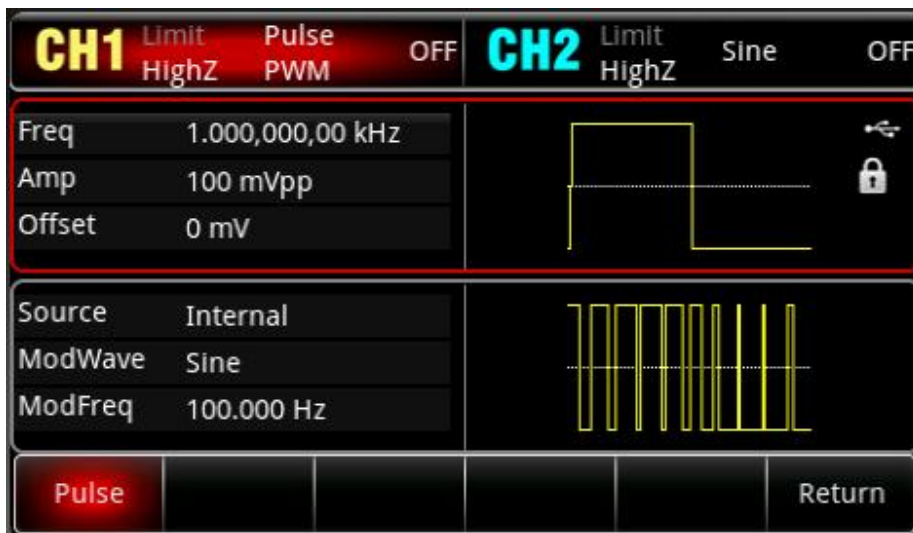 CH1 Limit Pulse OFF CH2 Limit Sine OFF
HighZ PWM HighZ
Freq 1.000,000,00 kHz
Amp 100 mVpp
Offset 0 mV
Source Internal
ModWave Sine
ModFreq 100.000 Hz
Pulse Return